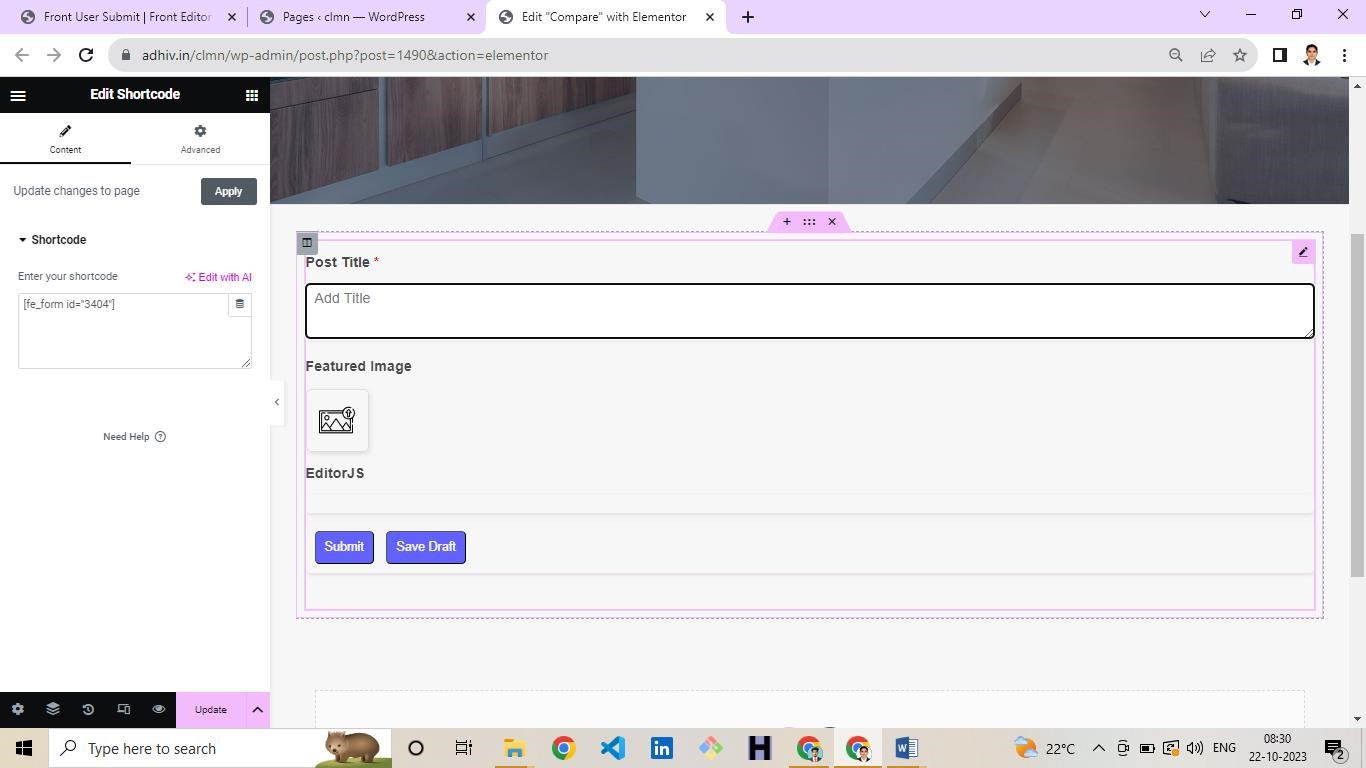 Front User Submit | Front Editor
Pages ‹ clmn — WordPress
Edit "Compare" with Elementor
adhiv.in/clmn/wp-admin/post.php?post=1490&action=elementor
Edit Shortcode
Content
Advanced
Update changes to page
Apply
Shortcode
Enter your shortcode
Edit with AI
[fe_form id="3404"]
Need Help ?
Update
Post Title *
Add Title
Featured Image
EditorJS
Submit
Save Draft
Type here to search
22°C
ENG
08:30
22-10-2023
2